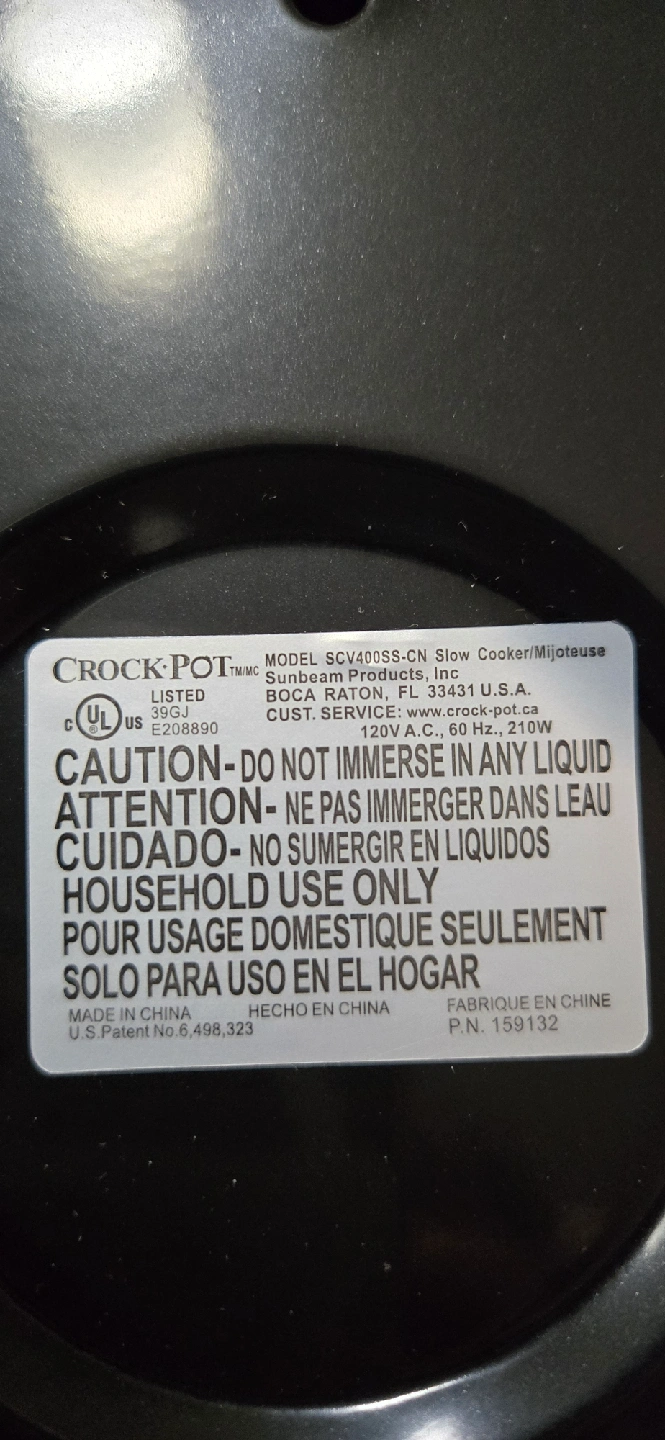 CROCK·POT TM/MC MODEL SCV400SS-CN Slow Cooker/Mijoteuse
Sunbeam Products, Inc
BOCA RATON, FL 33431 U.S.A.
CUST. SERVICE: www.crock-pot.ca
120V A.C., 60 Hz., 210W
C UL US LISTED
39GJ
E208890
CAUTION- DO NOT IMMERSE IN ANY LIQUID
ATTENTION- NE PAS IMMERGER DANS LEAU
CUIDADO- NO SUMERGIR EN LIQUIDOS
HOUSEHOLD USE ONLY
POUR USAGE DOMESTIQUE SEULEMENT
SOLO PARA USO EN EL HOGAR
MADE IN CHINA HECHO EN CHINA FABRIQUE EN CHINE
U.S.Patent No.6,498,323 P.N. 159132